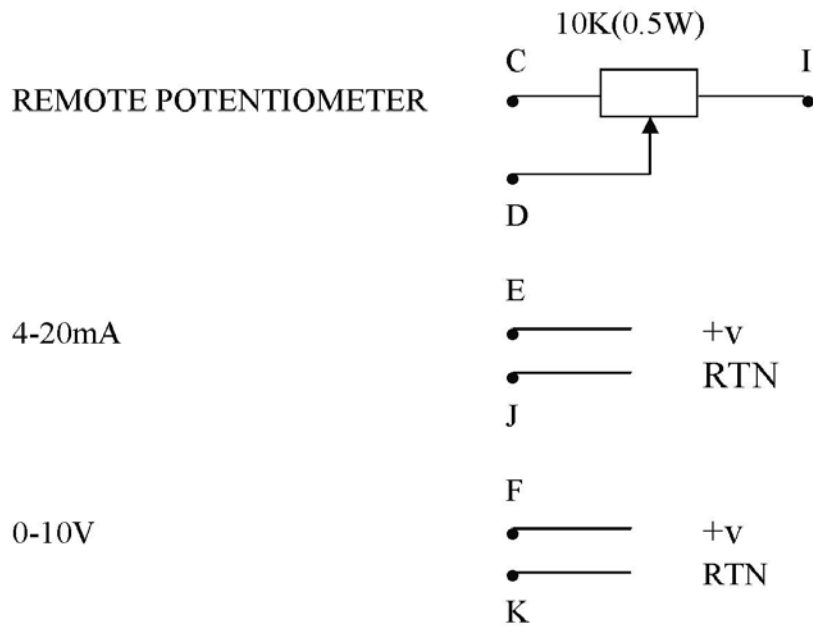 10K(0.5W)
C I
REMOTE POTENTIOMETER
D
E
4-20mA +v
RTN
J
F
0-10V +v
RTN
K